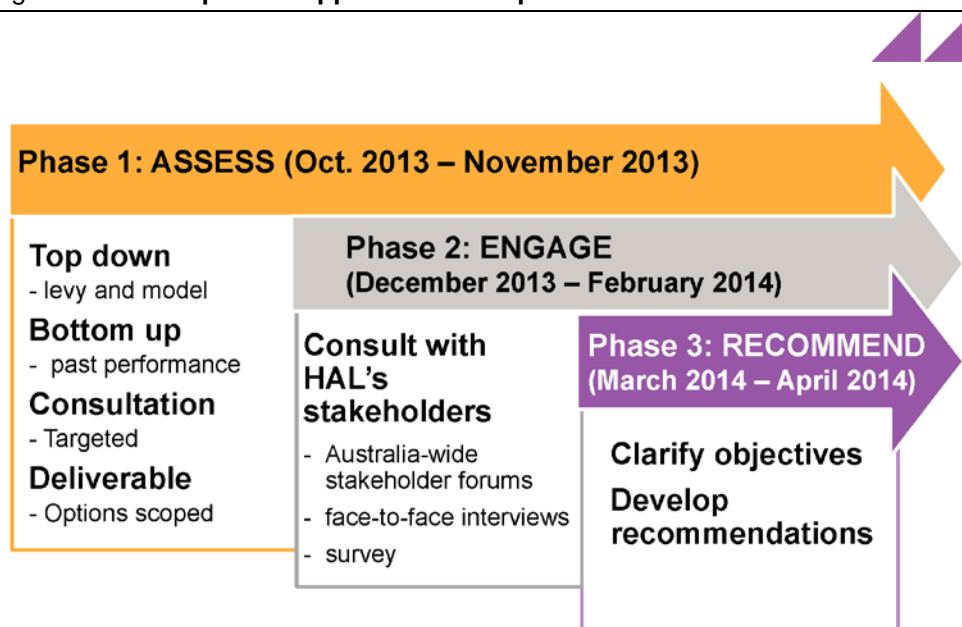 Phase 1: ASSESS (Oct. 2013 – November 2013)
Top down
- levy and model
Bottom up
- past performance
Consultation
- Targeted
Deliverable
- Options scoped
Phase 2: ENGAGE
(December 2013 – February 2014)
Consult with
HAL's
stakeholders
- Australia-wide
stakeholder forums
- face-to-face interviews
- survey
Phase 3: RECOMMEND
(March 2014 – April 2014)
Clarify objectives
Develop
recommendations